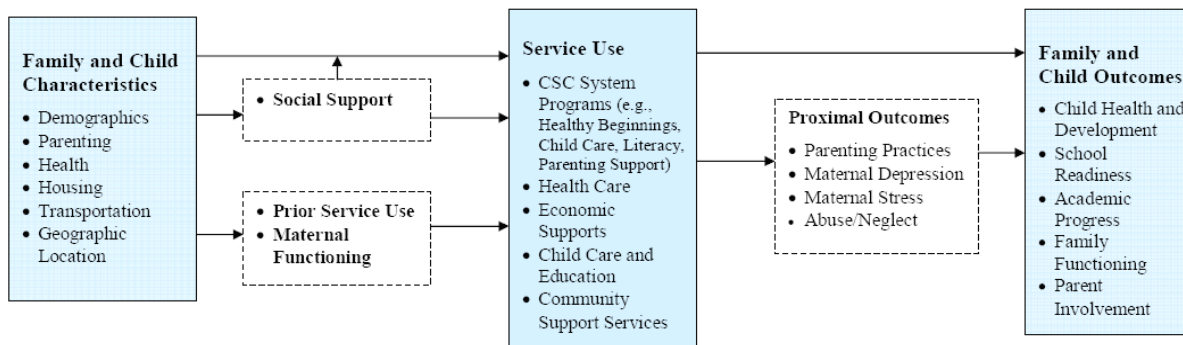 Family and Child
Characteristics
• Demographics
• Parenting
• Health
• Housing
• Transportation
• Geographic
Location
• Social Support
• Prior Service Use
• Maternal
Functioning
Service Use
• CSC System
Programs (e.g.,
Healthy Beginnings,
Child Care, Literacy,
Parenting Support)
• Health Care
• Economic
Supports
• Child Care and
Education
• Community
Support Services
Proximal Outcomes
• Parenting Practices
• Maternal Depression
• Maternal Stress
• Abuse/Neglect
Family and
Child Outcomes
• Child Health and
Development
• School
Readiness
• Academic
Progress
• Family
Functioning
• Parent
Involvement